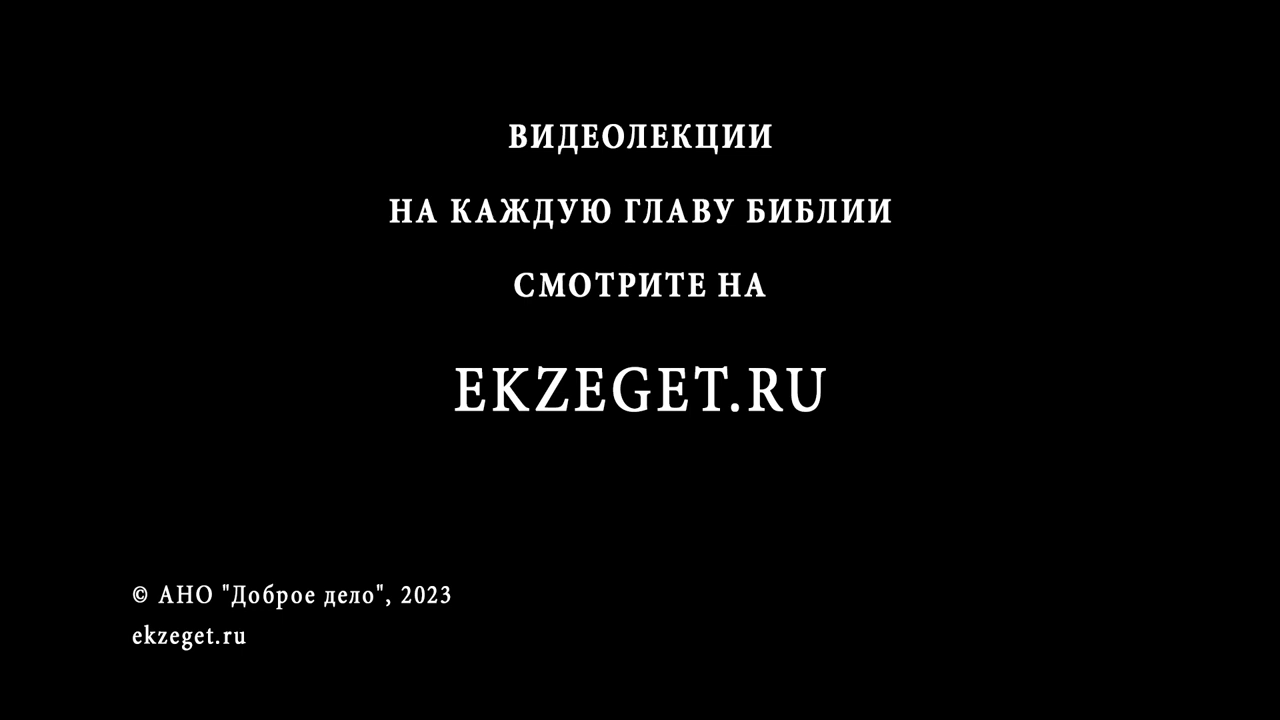 ВИДЕОЛЕКЦИИ
НА КАЖДУЮ ГЛАВУ БИБЛИИ
СМОТРИТЕ НА
EKZEGET.RU
© АНО "Доброе дело", 2023
ekzeget.ru